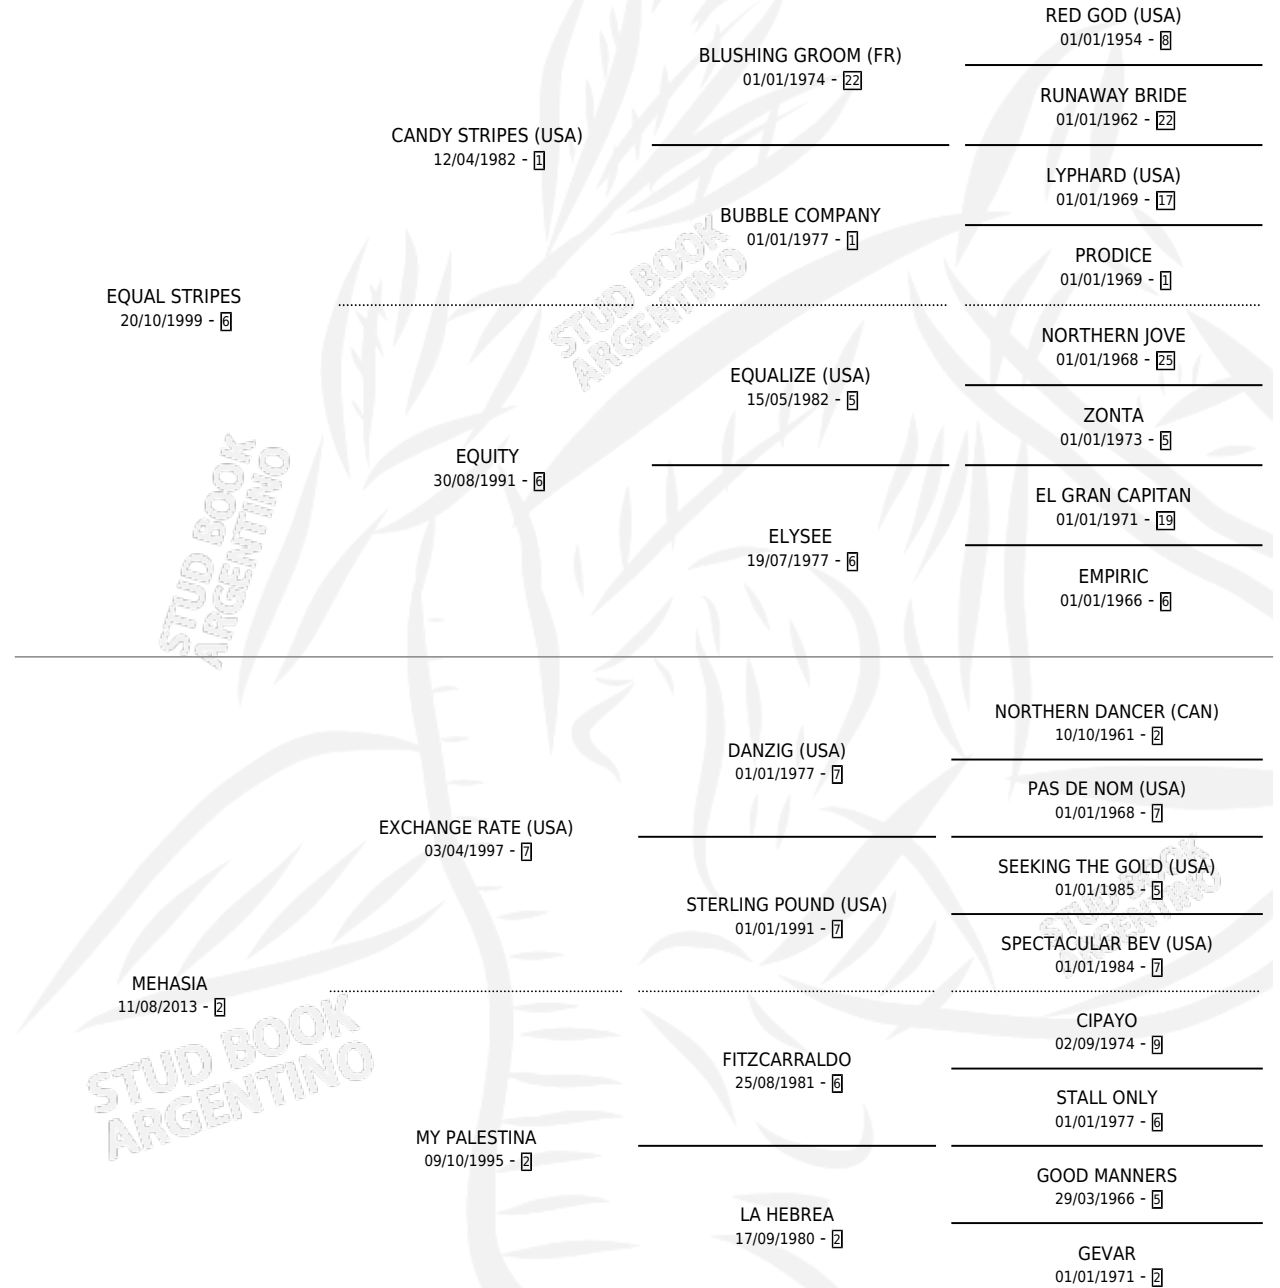 RED GOD (USA)
01/01/1954 - 8
BLUSHING GROOM (FR)
01/01/1974 - 22
RUNAWAY BRIDE
01/01/1962 - 22
CANDY STRIPES (USA)
12/04/1982 - 1
LYPHARD (USA)
01/01/1969 - 17
BUBBLE COMPANY
01/01/1977 - 1
PRODICE
01/01/1969 - 1
EQUAL STRIPES
20/10/1999 - 6
STUD BOOK
ARGENTINO
NORTHERN JOVE
01/01/1968 - 25
EQUALIZE (USA)
15/05/1982 - 5
ZONTA
01/01/1973 - 5
EQUITY
30/08/1991 - 6
STUD BOOK
ARGENTINO
EL GRAN CAPITAN
01/01/1971 - 19
ELYSEE
19/07/1977 - 6
EMPIRIC
01/01/1966 - 6
NORTHERN DANCER (CAN)
10/10/1961 - 2
DANZIG (USA)
01/01/1977 - 7
PAS DE NOM (USA)
01/01/1968 - 7
EXCHANGE RATE (USA)
03/04/1997 - 7
SEEKING THE GOLD (USA)
01/01/1985 - 5
STUD BOOK
ARGENTINO
STERLING POUND (USA)
01/01/1991 - 7
SPECTACULAR BEV (USA)
01/01/1984 - 7
MEHASIA
11/08/2013 - 2
STUD BOOK
ARGENTINO
CIPAYO
02/09/1974 - 9
FITZCARRALDO
25/08/1981 - 6
STALL ONLY
01/01/1977 - 6
MY PALESTINA
09/10/1995 - 2
GOOD MANNERS
29/03/1966 - 5
LA HEBREA
17/09/1980 - 2
GEVAR
01/01/1971 - 2